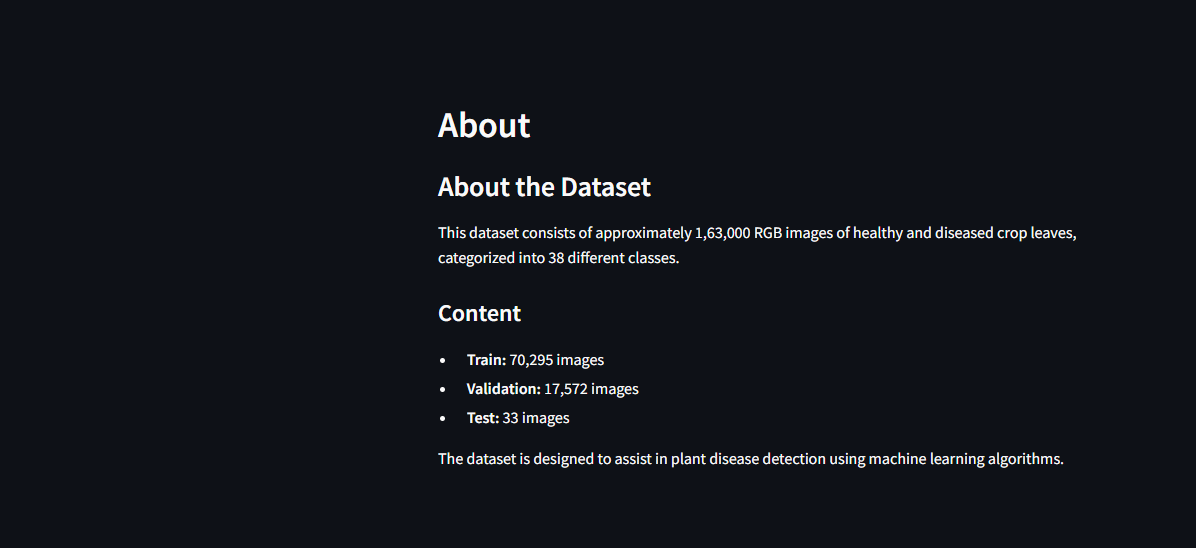 About
About the Dataset
This dataset consists of approximately 1,63,000 RGB images of healthy and diseased crop leaves,
categorized into 38 different classes.
Content
• Train: 70,295 images
• Validation: 17,572 images
• Test: 33 images
The dataset is designed to assist in plant disease detection using machine learning algorithms.